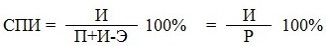 СПИ = И / П+И-Э 100% = И / Р 100%